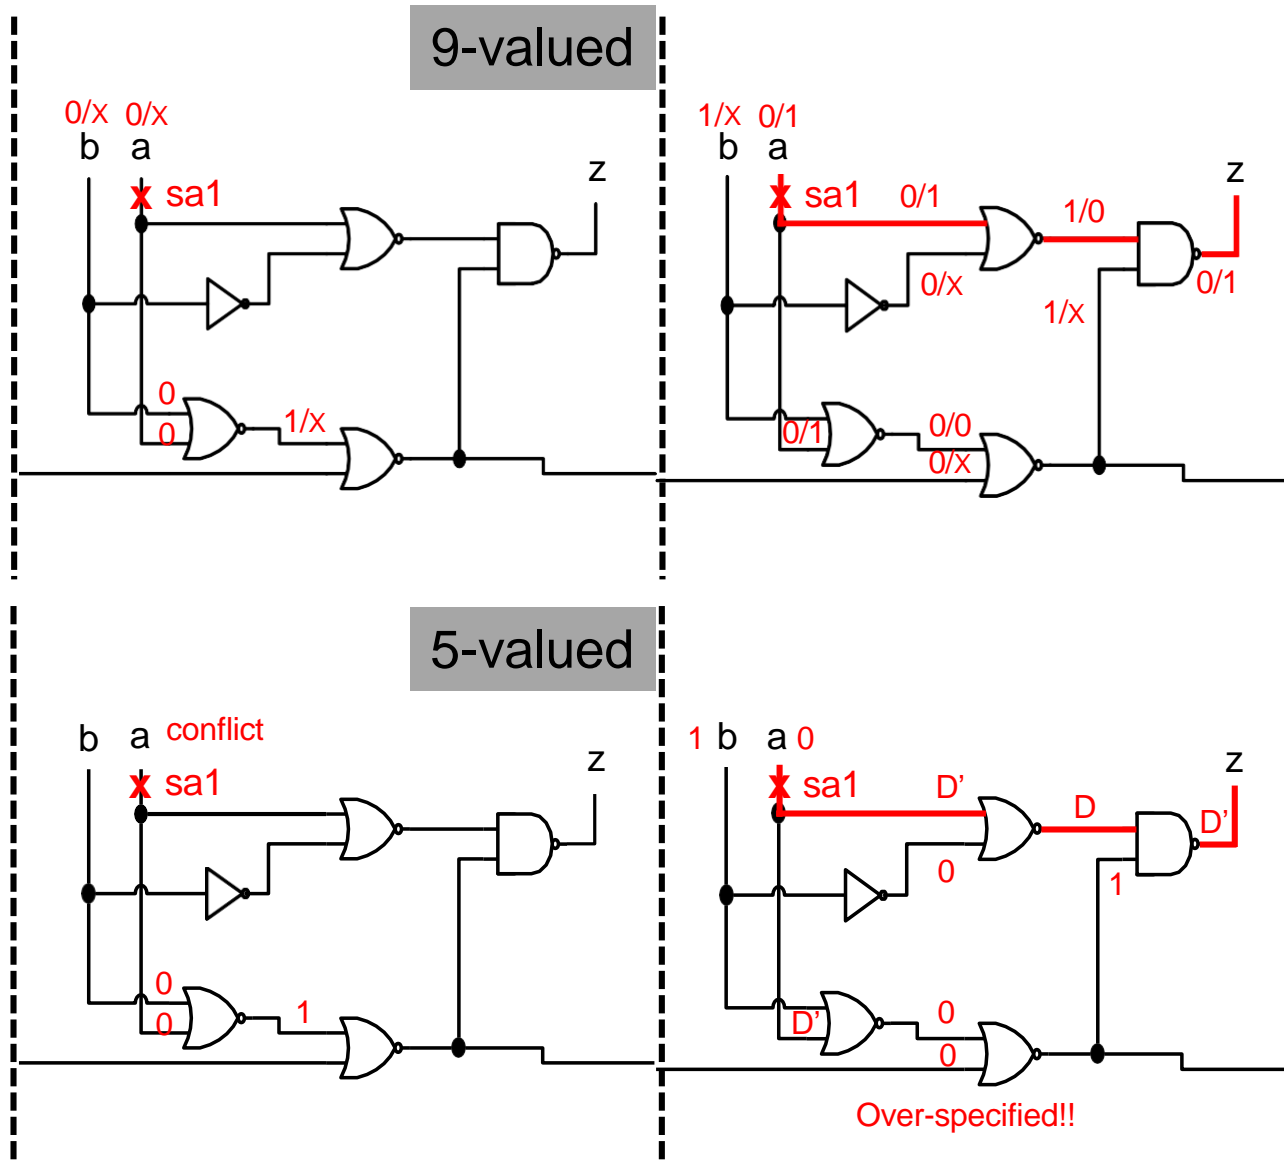 9-valued
0/X 0/X
b a
sa1
z
0
0
1/X
1/X 0/1
b a
sa1
0/1
1/0
z
0/X
0/1
1/X
0/1
0/0
0/X
5-valued
b a conflict
sa1
z
0
0
1
1 b a 0
sa1
D'
D
z
D'
0
1
D'
0
0
Over-specified!!